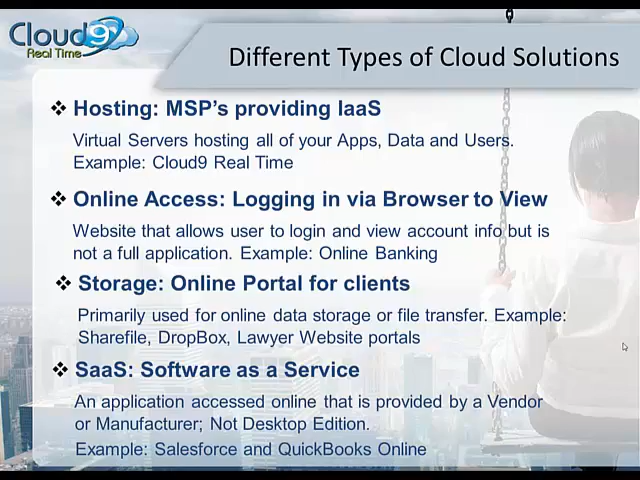 Cloud9
Real Time
Different Types of Cloud Solutions
❖ Hosting: MSP's providing IaaS
Virtual Servers hosting all of your Apps, Data and Users.
Example: Cloud9 Real Time
❖ Online Access: Logging in via Browser to View
Website that allows user to login and view account info but is
not a full application. Example: Online Banking
❖ Storage: Online Portal for clients
Primarily used for online data storage or file transfer. Example:
Sharefile, DropBox, Lawyer Website portals
❖ SaaS: Software as a Service
An application accessed online that is provided by a Vendor
or Manufacturer; Not Desktop Edition.
Example: Salesforce and QuickBooks Online